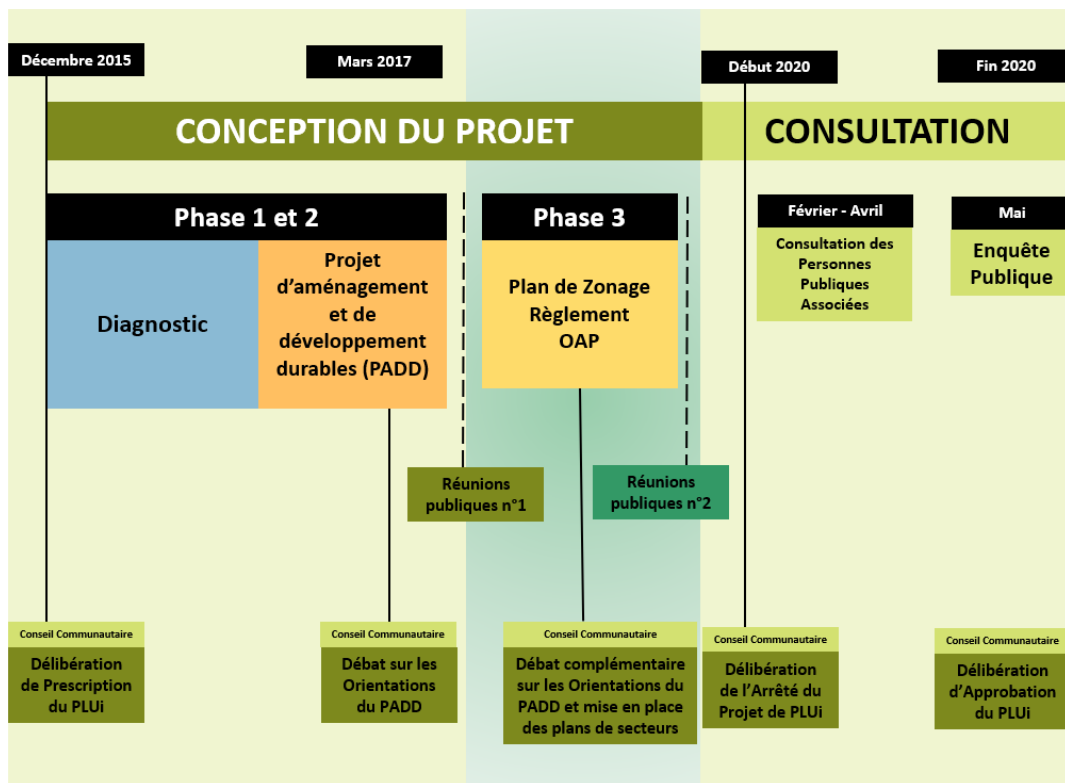 Décembre 2015
Mars 2017
Début 2020
Fin 2020
CONCEPTION DU PROJET
CONSULTATION
Phase 1 et 2
Diagnostic
Projet
d'aménagement
et de
développement
durables (PADD)
Phase 3
Plan de Zonage
Règlement
OAP
Février - Avril
Consultation des
Personnes
Publiques
Associées
Mai
Enquête
Publique
Réunions
publiques n°1
Réunions
publiques n°2
Conseil Communautaire
Délibération
de Prescription
du PLUi
Conseil Communautaire
Débat sur les
Orientations
du PADD
Conseil Communautaire
Débat complémentaire
sur les Orientations du
PADD et mise en place
des plans de secteurs
Conseil Communautaire
Délibération
de l'Arrêté du
Projet de PLUi
Conseil Communautaire
Délibération
d'Approbation
du PLUi